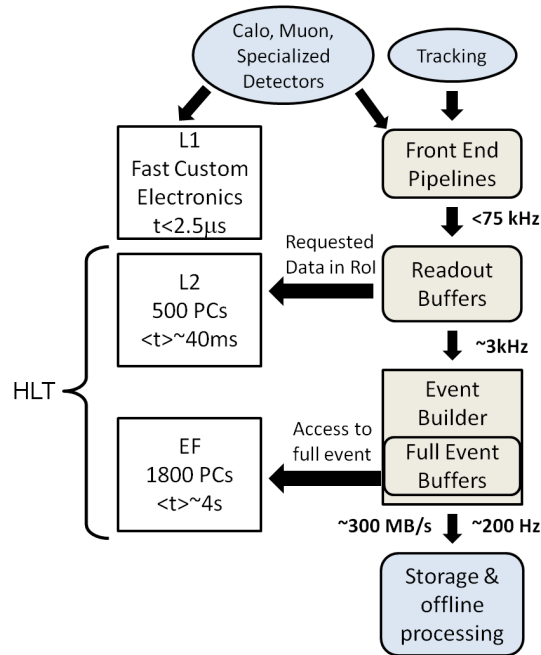 Calo, Muon,
Specialized
Detectors
Tracking
L1
Fast Custom
Electronics
t<2.5μs
Front End
Pipelines
<75 kHz
Requested
Data in RoI
L2
500 PCs
<t>~40ms
Readout
Buffers
~3kHz
HLT
Event
Builder
Full Event
Buffers
Access to
full event
EF
1800 PCs
<t>~4s
~300 MB/s
~200 Hz
Storage &
offline
processing